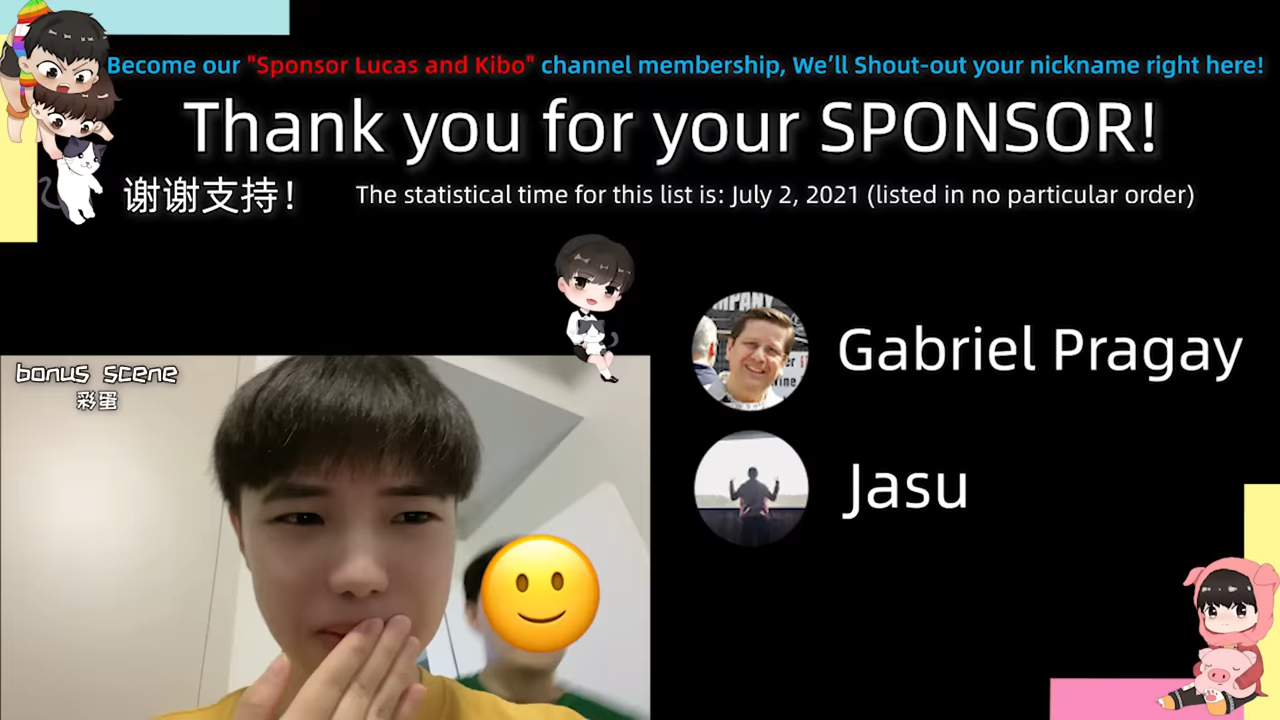 Become our "Sponsor Lucas and Kibo" channel membership, We’ll Shout-out your nickname right here!
Thank you for your SPONSOR!
谢谢支持！
The statistical time for this list is: July 2, 2021 (listed in no particular order)
MPANY
Gabriel Pragay
Jasu
bonus scene
彩蛋